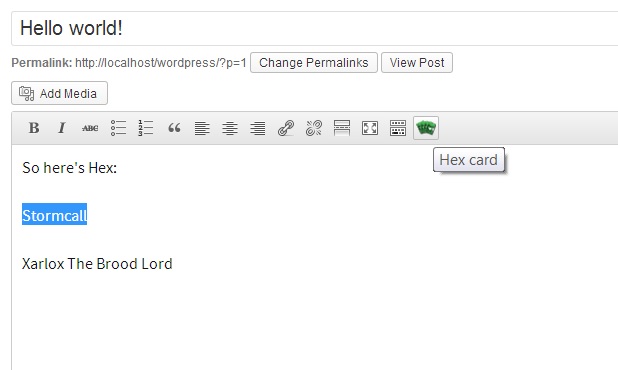 Hello world!
Permalink: http://localhost/wordpress/?p=1 Change Permalinks View Post
Add Media
B I ABC
Hex card
So here's Hex:
Stormcall
Xarlox The Brood Lord